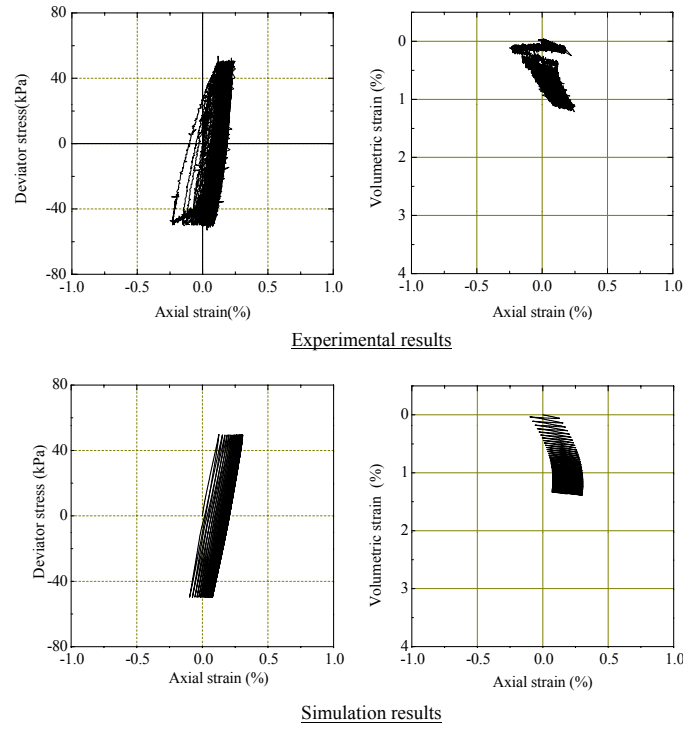 80
40
0
-40
-80
-1.0 -0.5 0.0 0.5 1.0
Deviator stress(kPa)
Axial strain(%)
0
1
2
3
4
-1.0 -0.5 0.0 0.5 1.0
Volumetric strain (%)
Axial strain (%)
Experimental results
80
40
0
-40
-80
-1.0 -0.5 0.0 0.5 1.0
Deviator stress (kPa)
Axial strain (%)
0
1
2
3
4
-1.0 -0.5 0.0 0.5 1.0
Volumetric strain (%)
Axial strain (%)
Simulation results